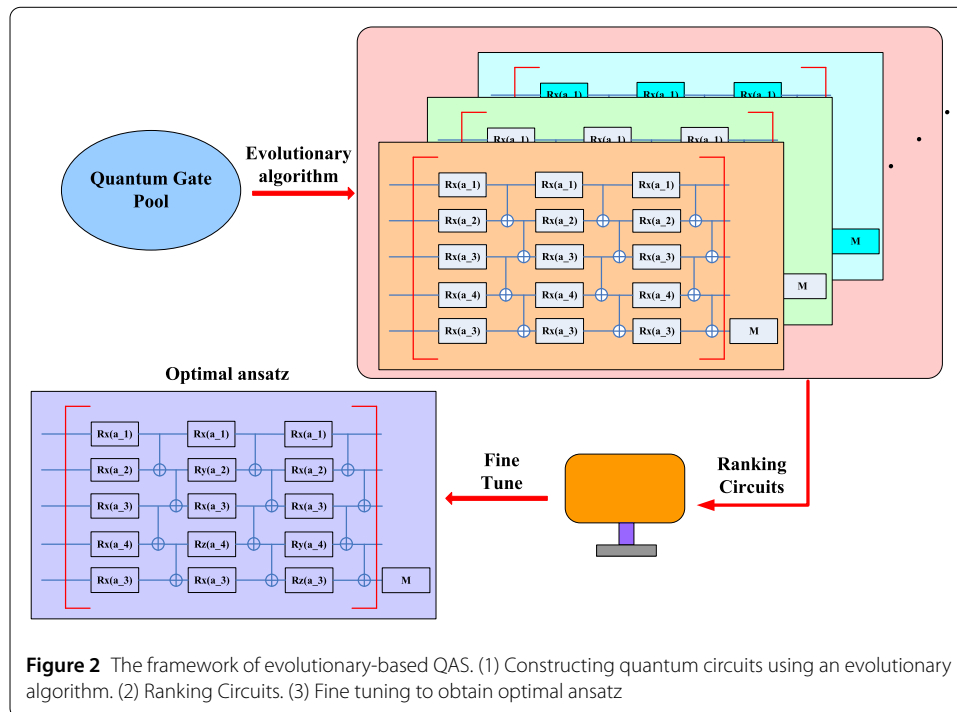 Rx(a_1) Rx(a_1) Rx(a_1)
Rx(a_1) Rx(a_1) Rx(a_1)
Quantum Gate
Pool
Evolutionary
algorithm
Rx(a_1) Rx(a_1) Rx(a_1)
Rx(a_2) Rx(a_2) Rx(a_2)
Rx(a_3) Rx(a_3) Rx(a_3)
Rx(a_4) Rx(a_4) Rx(a_4)
Rx(a_3) Rx(a_3) Rx(a_3) M
M
M
Optimal ansatz
Rx(a_1) Rx(a_1) Rx(a_1)
Rx(a_2) Ry(a_2) Rx(a_2)
Rx(a_3) Rx(a_3) Rx(a_3)
Rx(a_4) Rz(a_4) Ry(a_4)
Rx(a_3) Rx(a_3) Rz(a_3) M
Fine
Tune
Ranking
Circuits
Figure 2 The framework of evolutionary-based QAS. (1) Constructing quantum circuits using an evolutionary
algorithm. (2) Ranking Circuits. (3) Fine tuning to obtain optimal ansatz